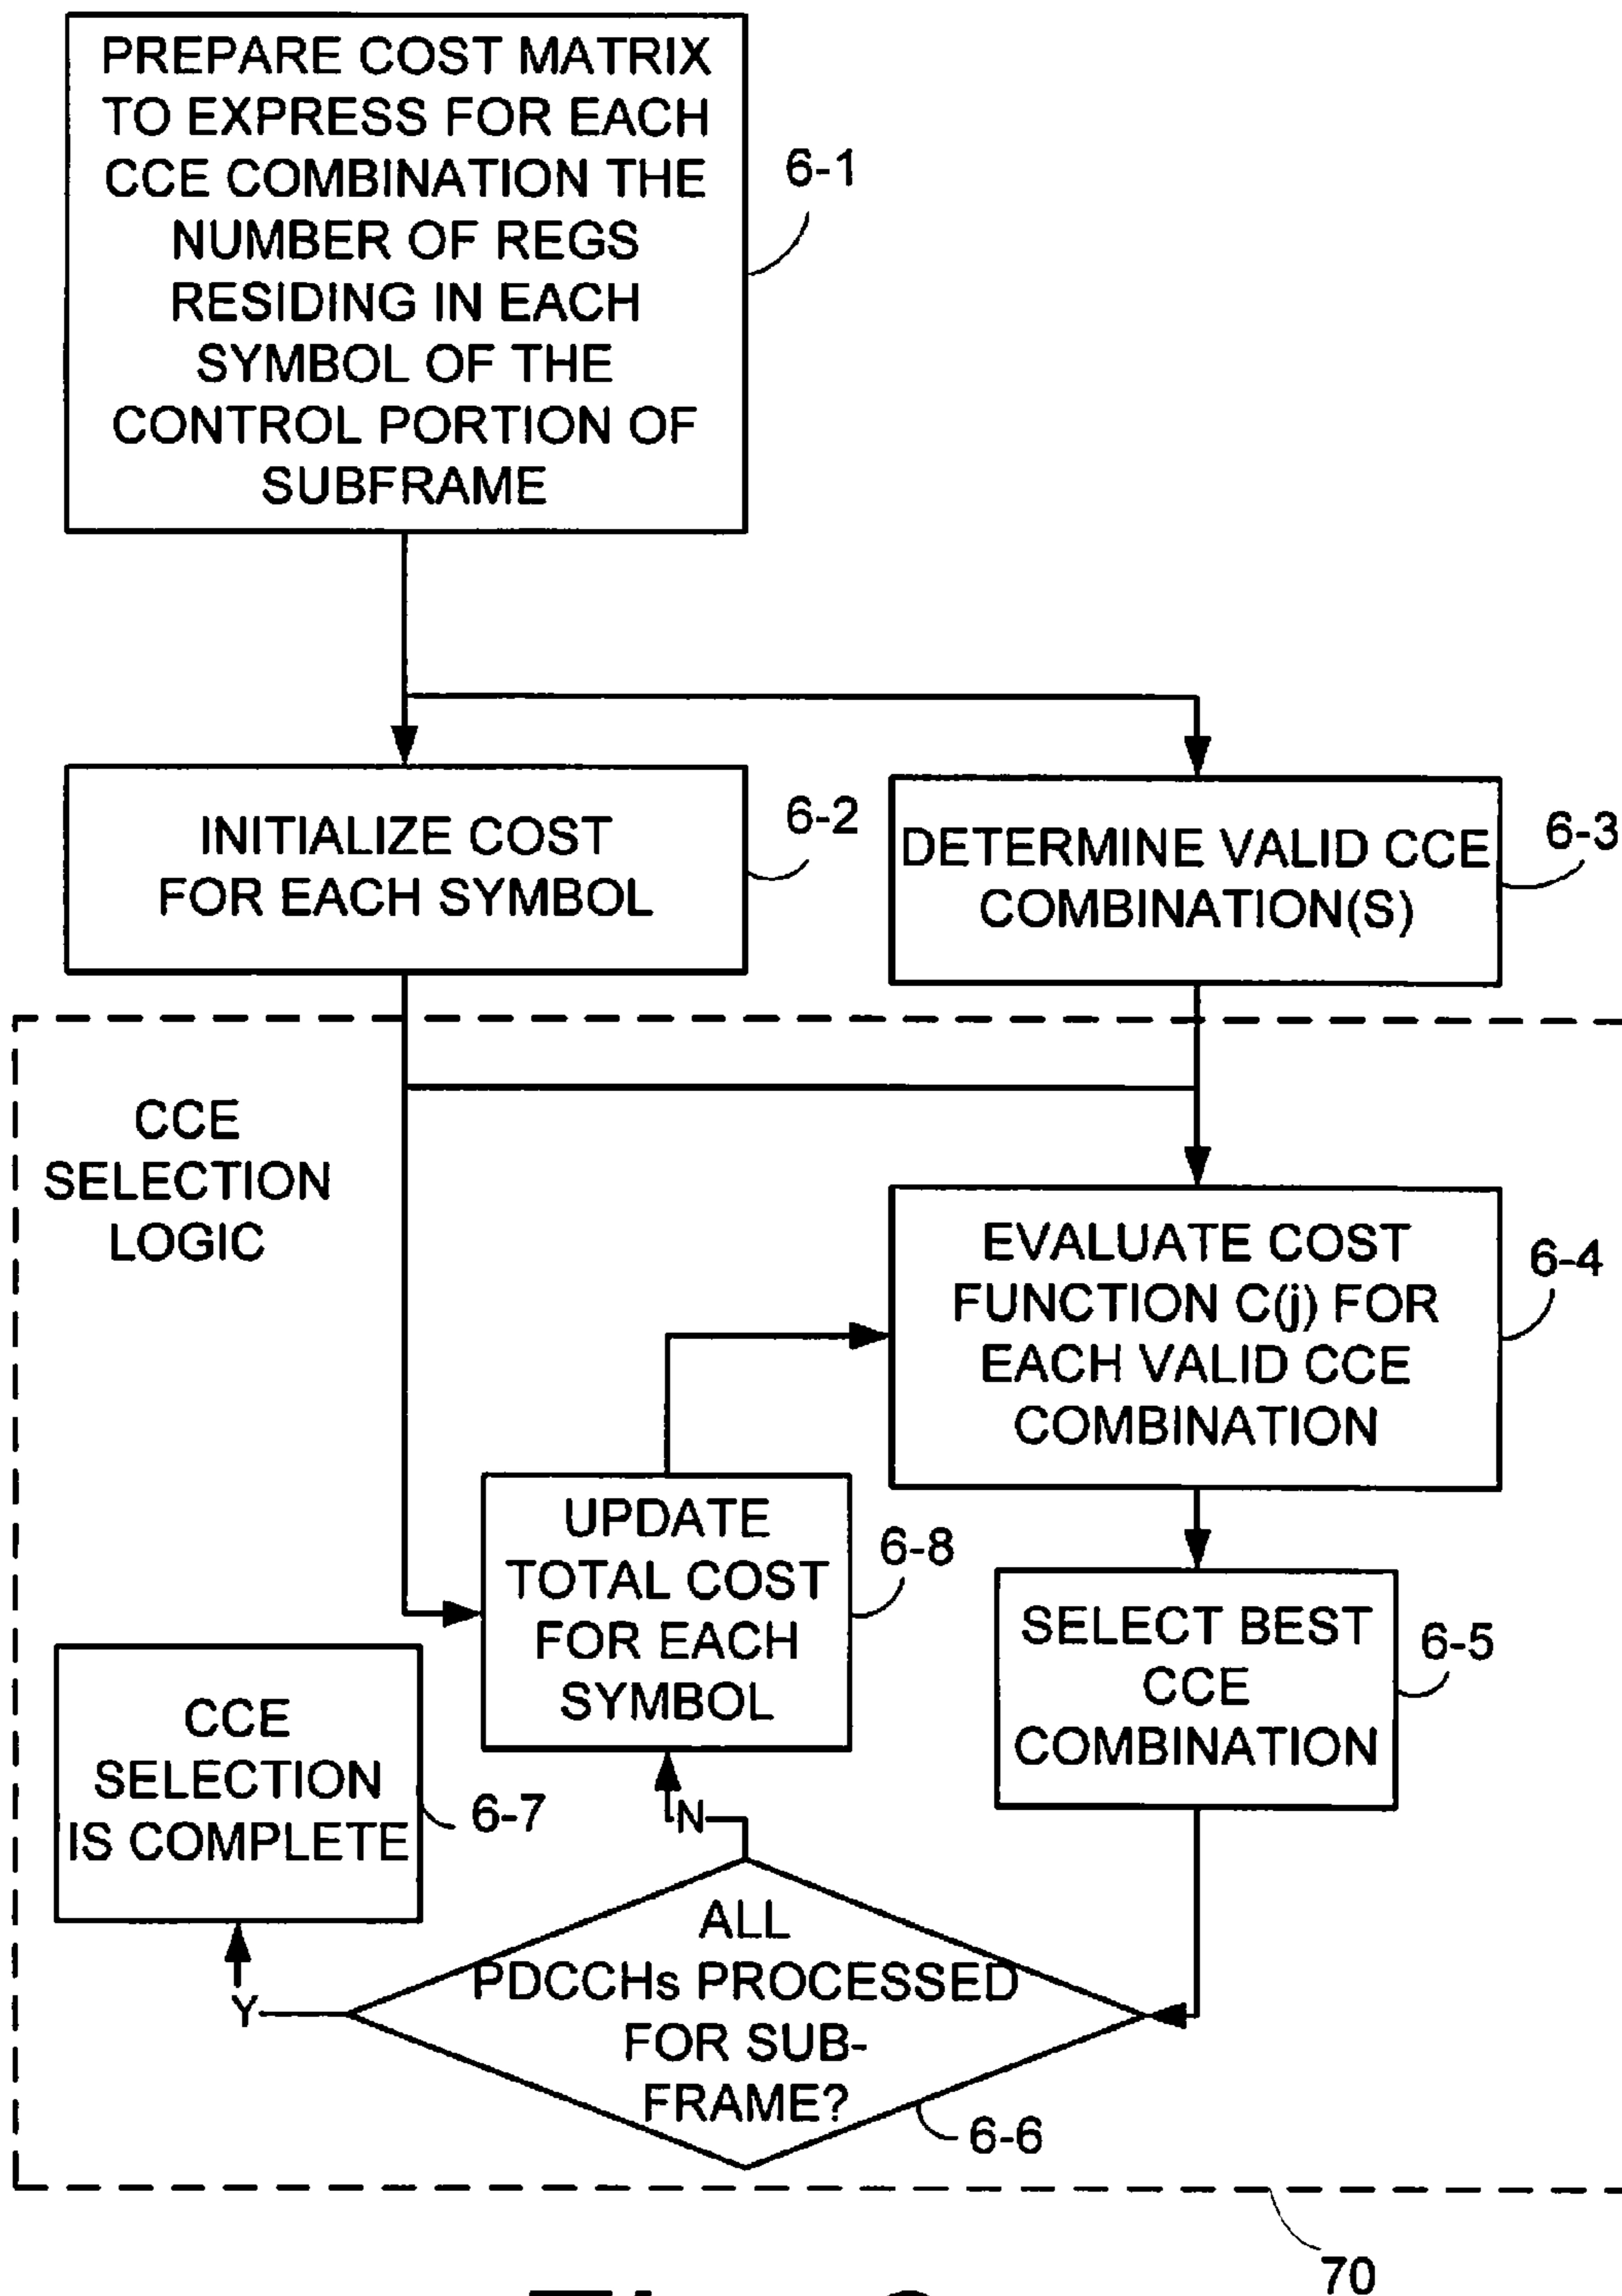 PREPARE COST MATRIX
TO EXPRESS FOR EACH
CCE COMBINATION THE
NUMBER OF REGS
RESIDING IN EACH
SYMBOL OF THE
CONTROL PORTION OF
SUBFRAME
6-1
INITIALIZE COST
FOR EACH SYMBOL
6-2
DETERMINE VALID CCE
COMBINATION(S)
6-3
CCE
SELECTION
LOGIC
EVALUATE COST
FUNCTION C(j) FOR
EACH VALID CCE
COMBINATION
6-4
UPDATE
TOTAL COST
FOR EACH
SYMBOL
6-8
SELECT BEST
CCE
COMBINATION
6-5
CCE
SELECTION
IS COMPLETE
6-7
N
ALL
PDCCHs PROCESSED
FOR SUB-
FRAME?
Y
6-6
70